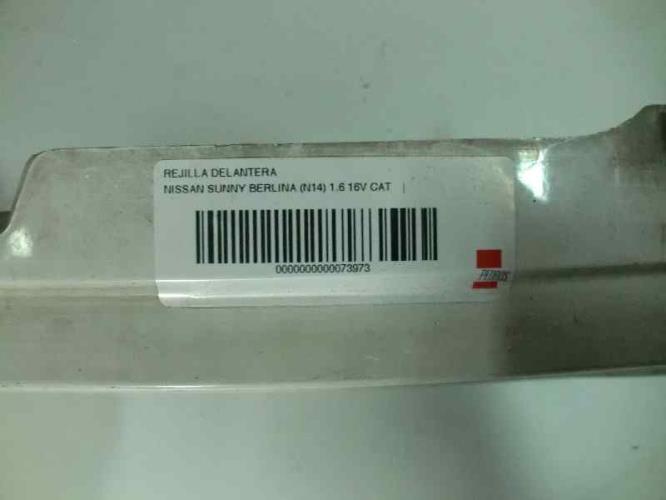 REJILLA DELANTERA
NISSAN SUNNY BERLINA (N14) 1.6 16V CAT |
0000000000073973